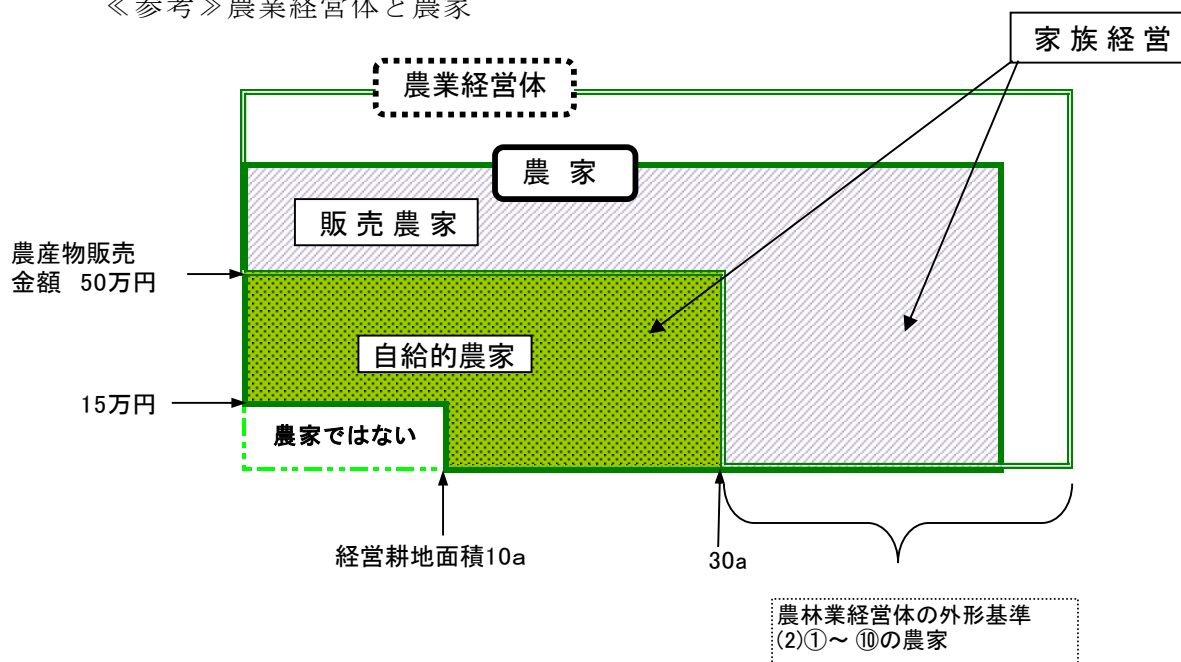 ≪参考≫農業経営体と農家
家族経営
農業経営体
農家
販売農家
農産物販売
金額 50万円
自給的農家
15万円
農家ではない
経営耕地面積10a
30a
農林業経営体の外形基準
(2)①～⑩の農家